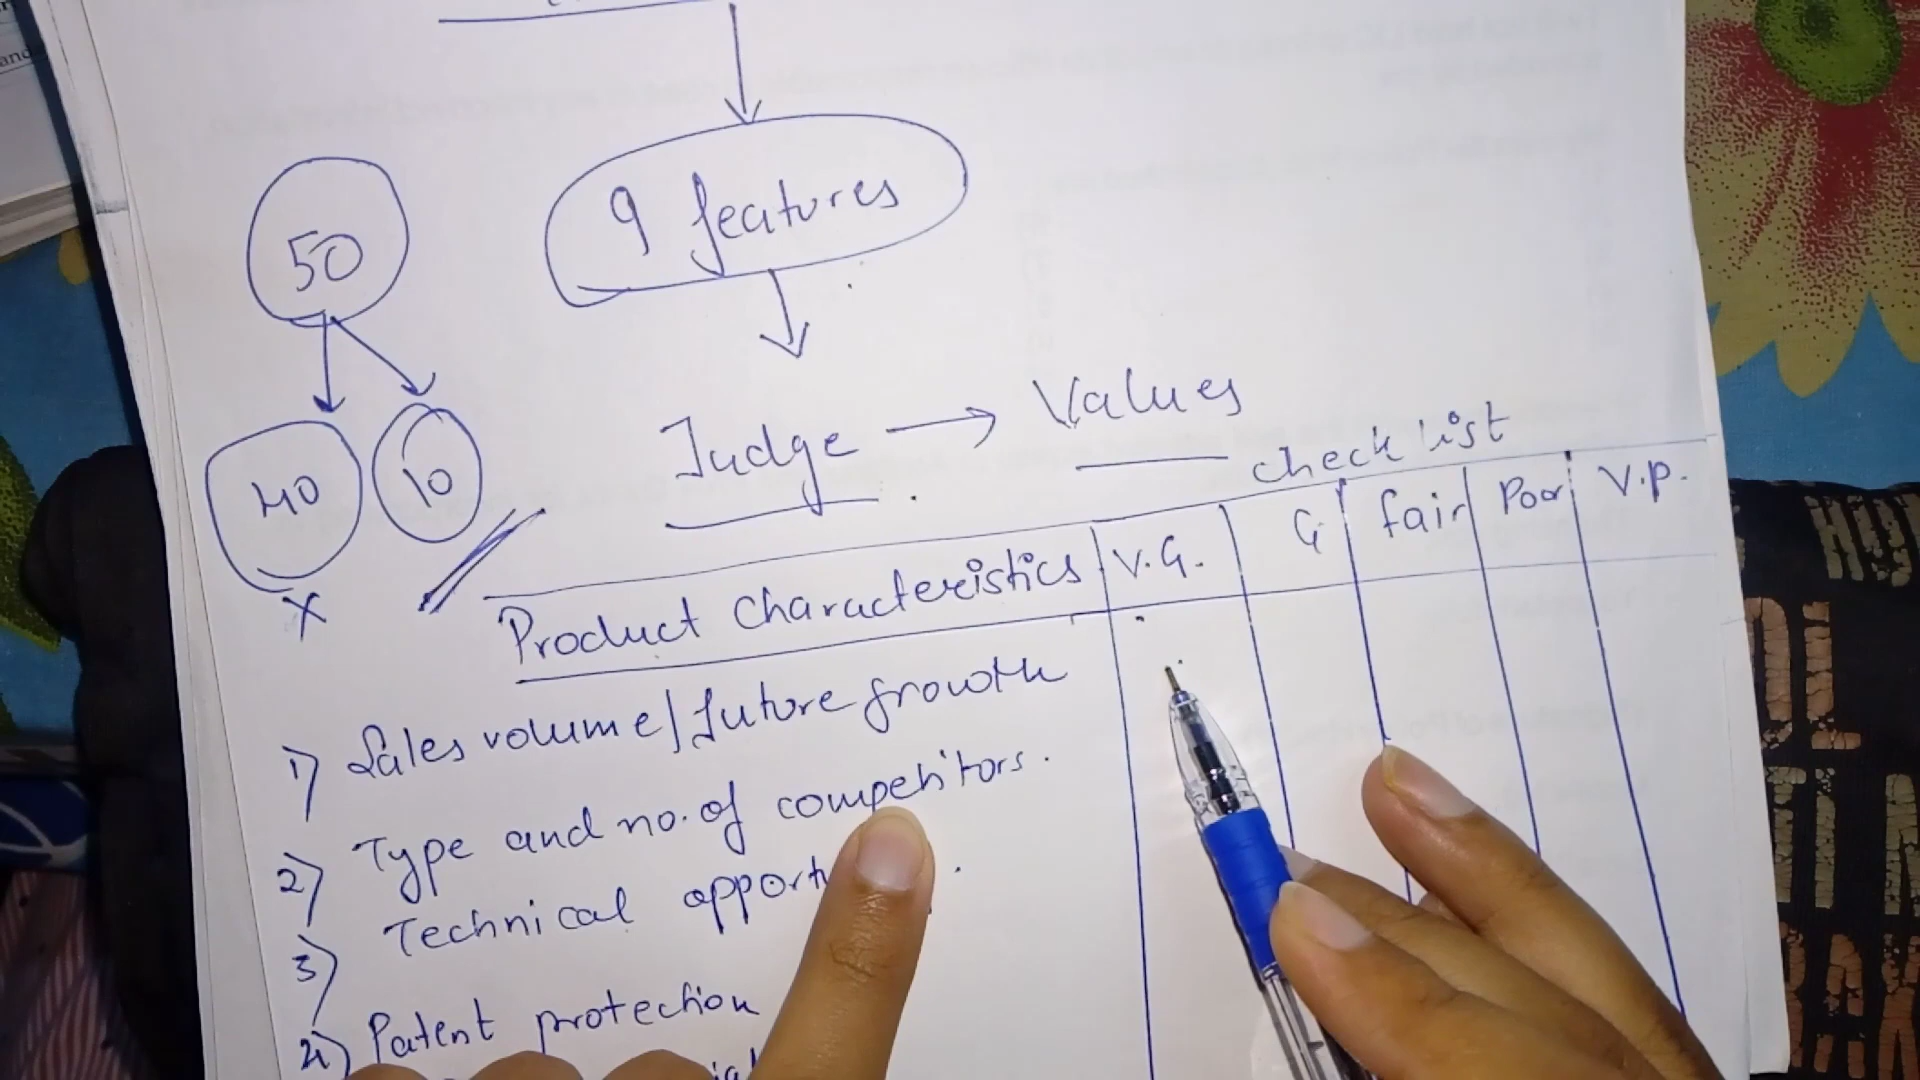 9 features
50
40 10
X
Judge → Values
check list
Product characteristics V.G. G fair Poor V.P.
1) Sales volume/future growth
2) Type and no. of competitors.
3) Technical
4) Patent protection